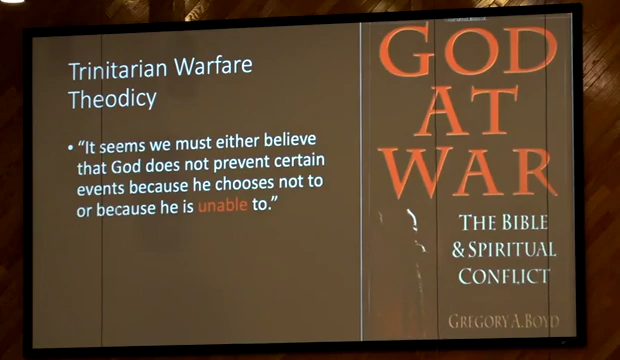 Trinitarian Warfare
Theodicy
• “It seems we must either believe
that God does not prevent certain
events because he chooses not to
or because he is unable to.”
GOD
AT
WAR
THE BIBLE
& SPIRITUAL
CONFLICT
GREGORY A. BOYD